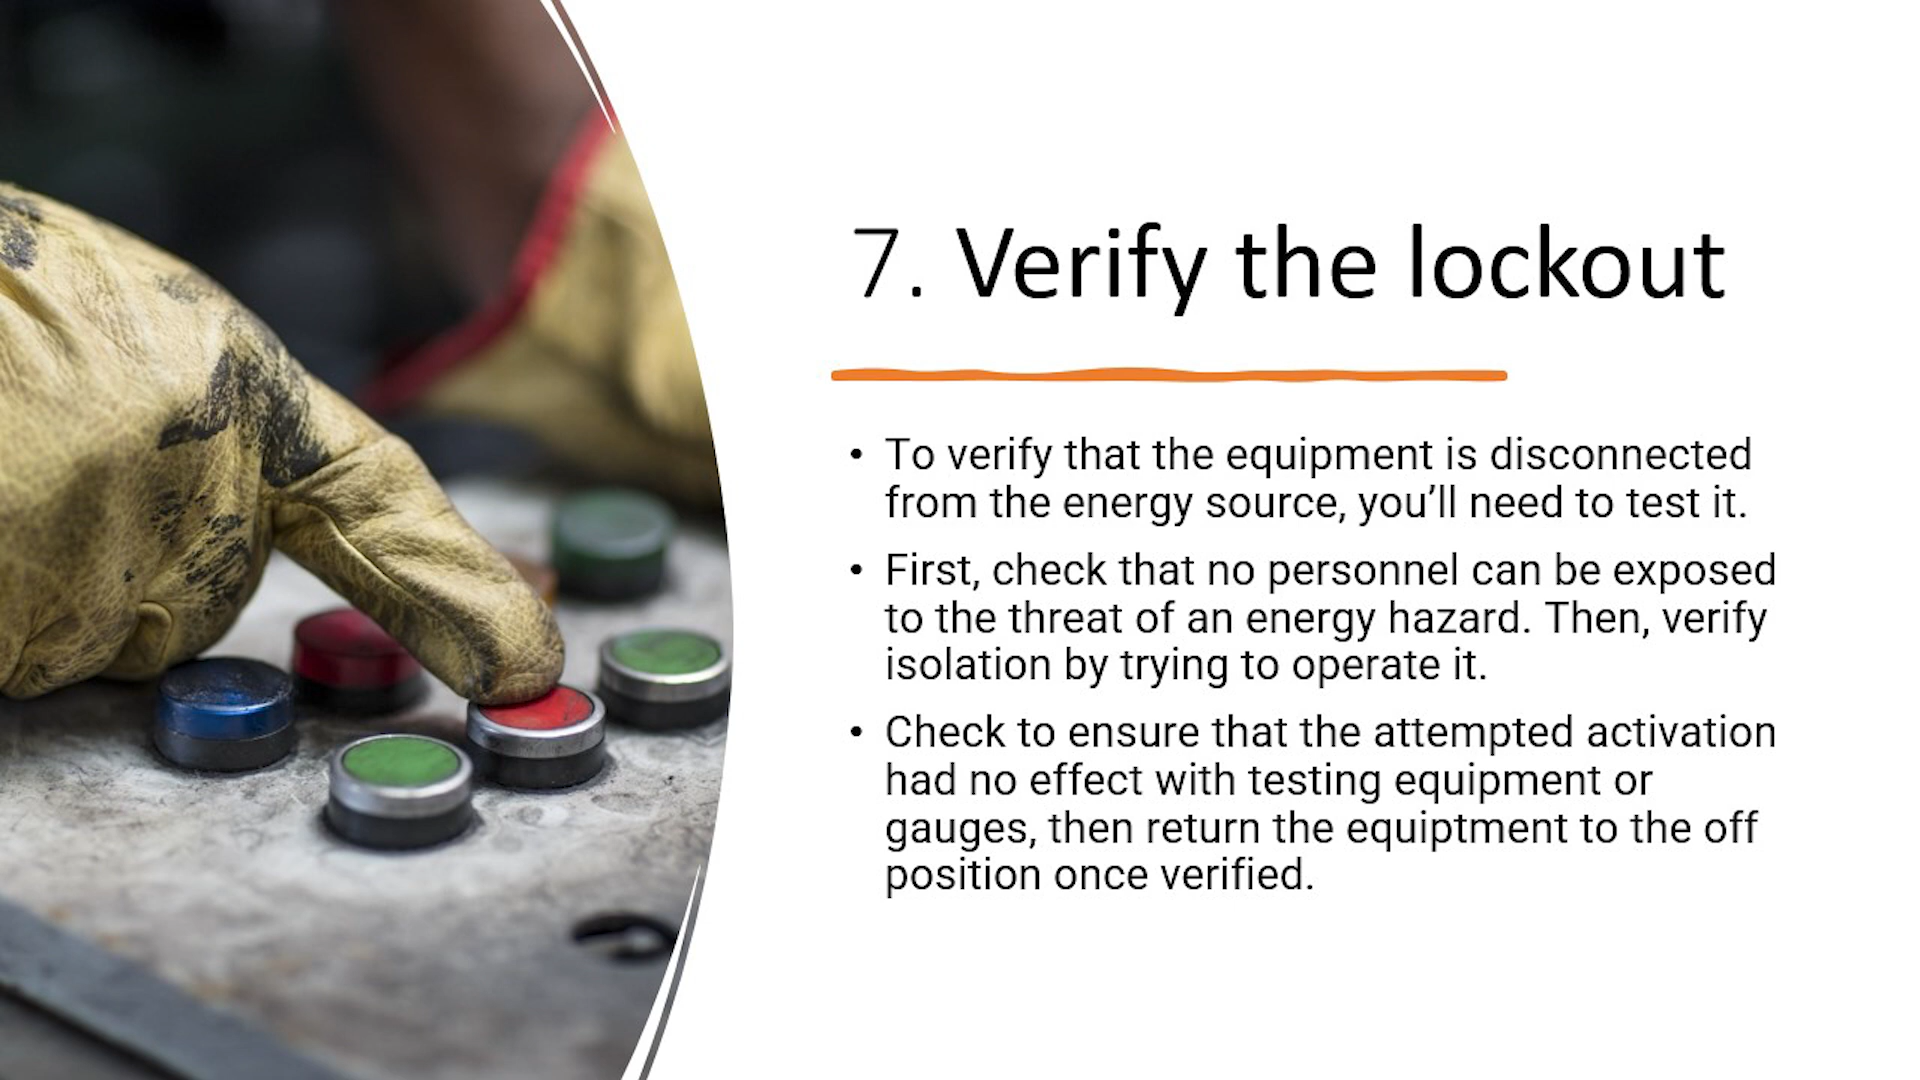 7. Verify the lockout
• To verify that the equipment is disconnected
from the energy source, you’ll need to test it.
• First, check that no personnel can be exposed
to the threat of an energy hazard. Then, verify
isolation by trying to operate it.
• Check to ensure that the attempted activation
had no effect with testing equipment or
gauges, then return the equiptment to the off
position once verified.